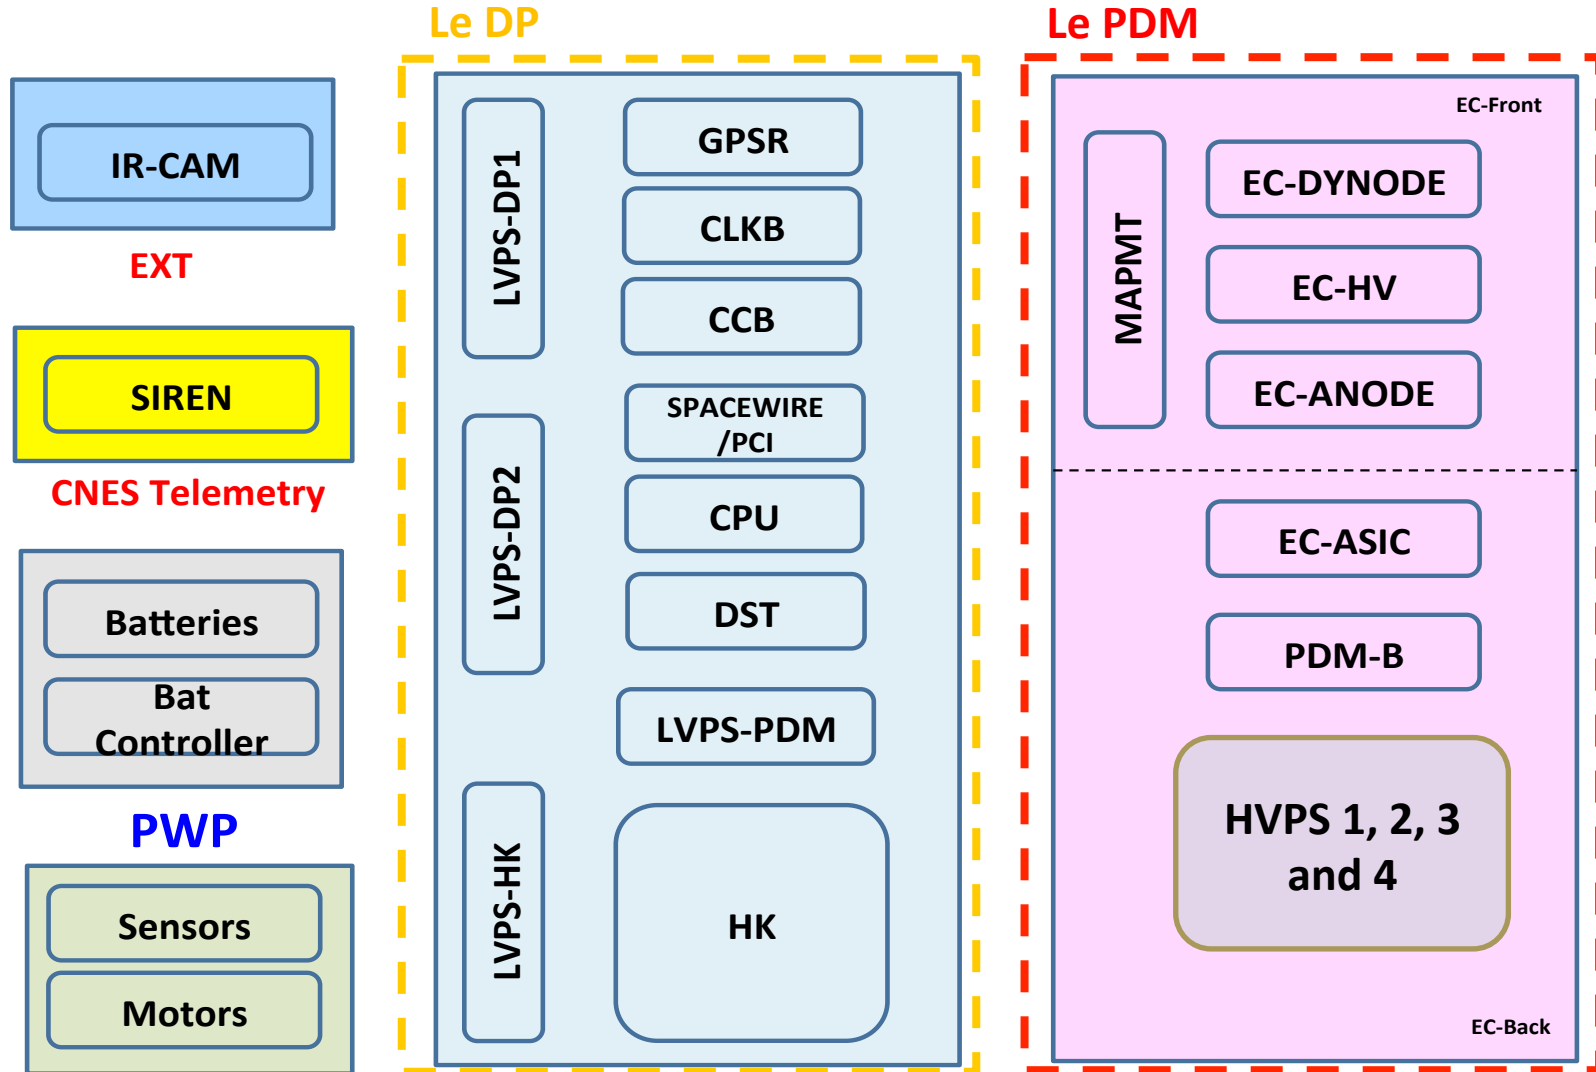 Le DP
Le PDM
IR-CAM
EXT
SIREN
CNES Telemetry
Batteries
Bat
Controller
PWP
Sensors
Motors
LVPS-DP1
LVPS-DP2
LVPS-HK
GPSR
CLKB
CCB
SPACEWIRE
/PCI
CPU
DST
LVPS-PDM
HK
EC-Front
MAPMT
EC-DYNODE
EC-HV
EC-ANODE
EC-ASIC
PDM-B
HVPS 1, 2, 3
and 4
EC-Back